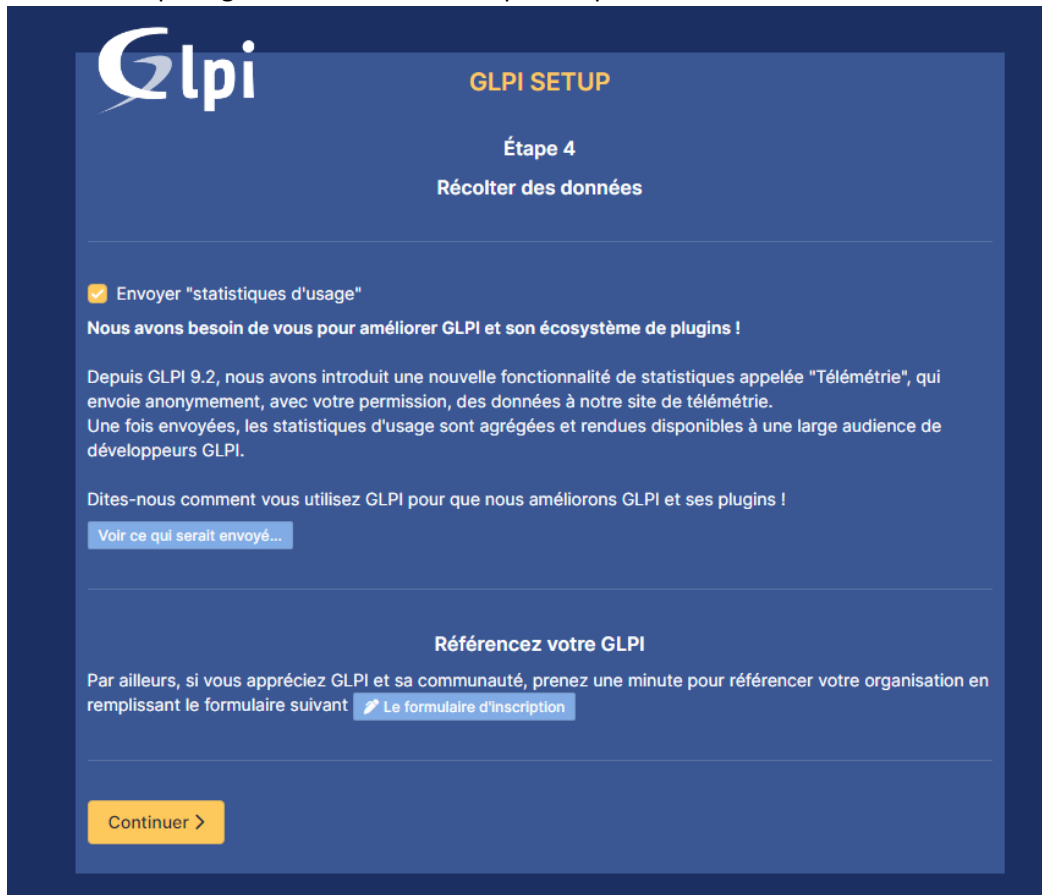 Glpi
GLPI SETUP
Étape 4
Récolter des données
Envoyer "statistiques d'usage"
Nous avons besoin de vous pour améliorer GLPI et son écosystème de plugins !
Depuis GLPI 9.2, nous avons introduit une nouvelle fonctionnalité de statistiques appelée "Télémétrie", qui
envoie anonymement, avec votre permission, des données à notre site de télémétrie.
Une fois envoyées, les statistiques d'usage sont agrégées et rendues disponibles à une large audience de
développeurs GLPI.
Dites-nous comment vous utilisez GLPI pour que nous améliorons GLPI et ses plugins !
Voir ce qui serait envoyé...
Référencez votre GLPI
Par ailleurs, si vous appréciez GLPI et sa communauté, prenez une minute pour référencer votre organisation en
remplissant le formulaire suivant Le formulaire d'inscription
Continuer >